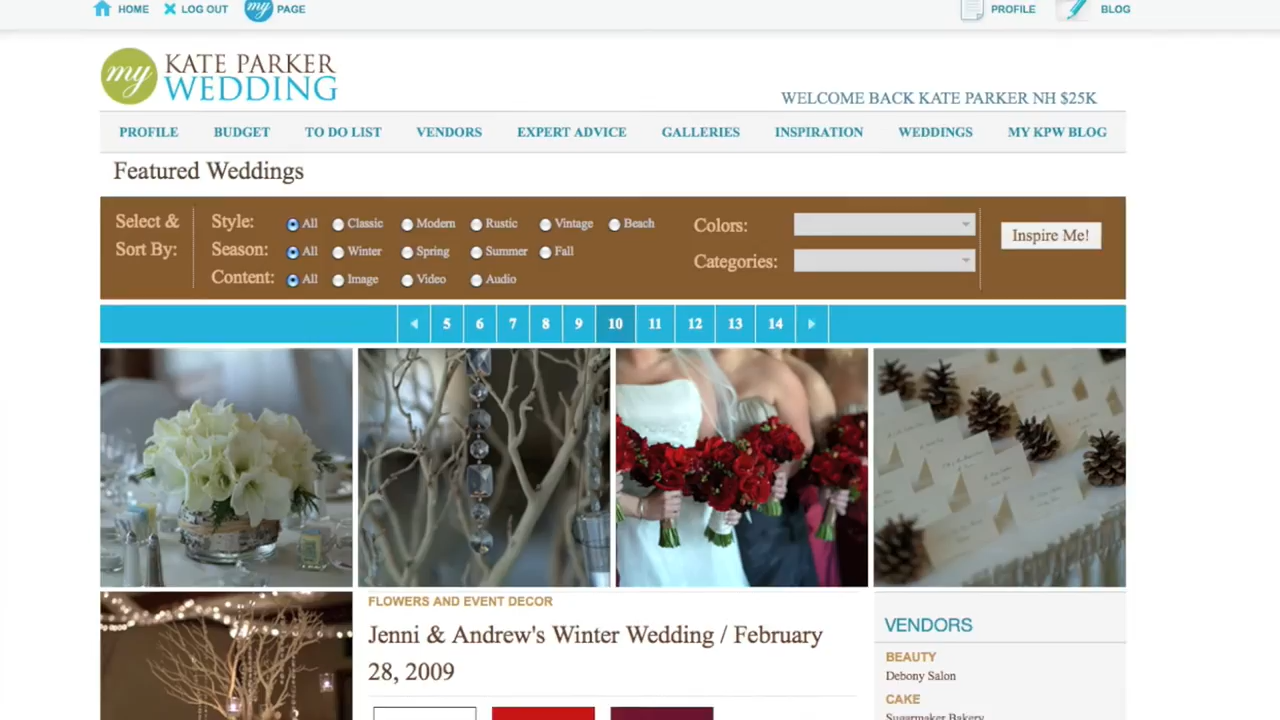 HOME LOG OUT my PAGE PROFILE BLOG
my KATE PARKER
WEDDING
WELCOME BACK KATE PARKER NH $25K
PROFILE BUDGET TO DO LIST VENDORS EXPERT ADVICE GALLERIES INSPIRATION WEDDINGS MY KPW BLOG
Featured Weddings
Select &
Sort By:
Style: All Classic Modern Rustic Vintage Beach
Season: All Winter Spring Summer Fall
Content: All Image Video Audio
Colors:
Categories:
Inspire Me!
5 6 7 8 9 10 11 12 13 14
FLOWERS AND EVENT DECOR
Jenni & Andrew's Winter Wedding / February
28, 2009
VENDORS
BEAUTY
Debony Salon
CAKE
Sugarmaker Bakery